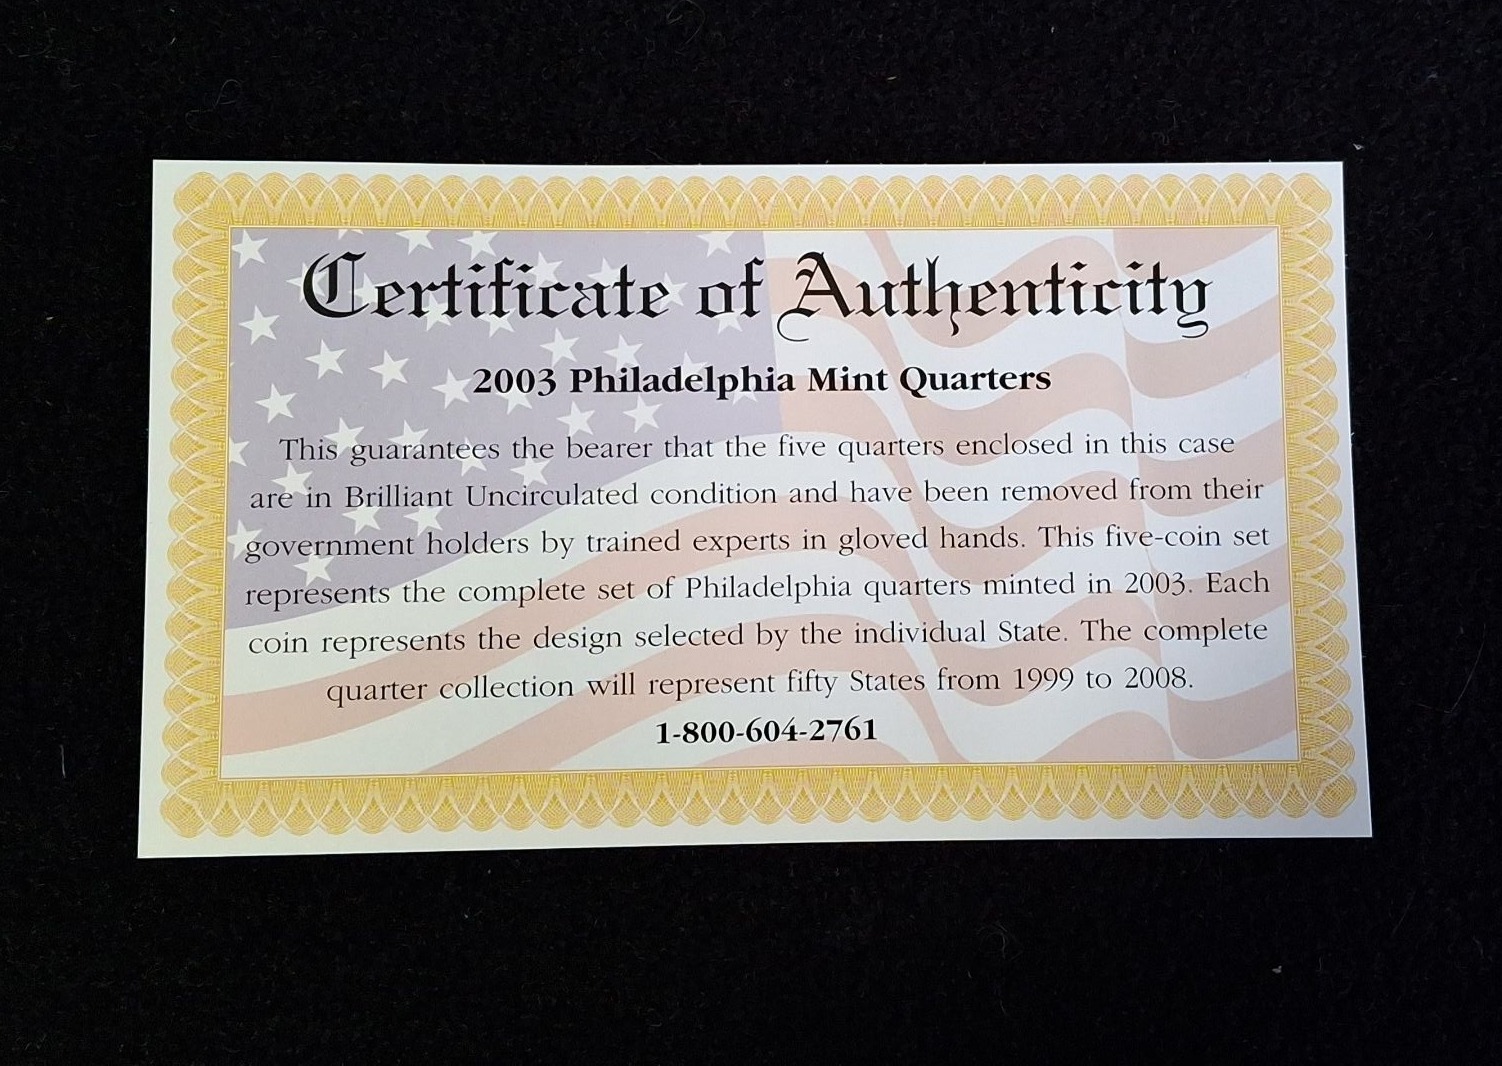 Certificate of Authenticity
2003 Philadelphia Mint Quarters
This guarantees the bearer that the five quarters enclosed in this case
are in Brilliant Uncirculated condition and have been removed from their
government holders by trained experts in gloved hands. This five-coin set
represents the complete set of Philadelphia quarters minted in 2003. Each
coin represents the design selected by the individual State. The complete
quarter collection will represent fifty States from 1999 to 2008.
1-800-604-2761